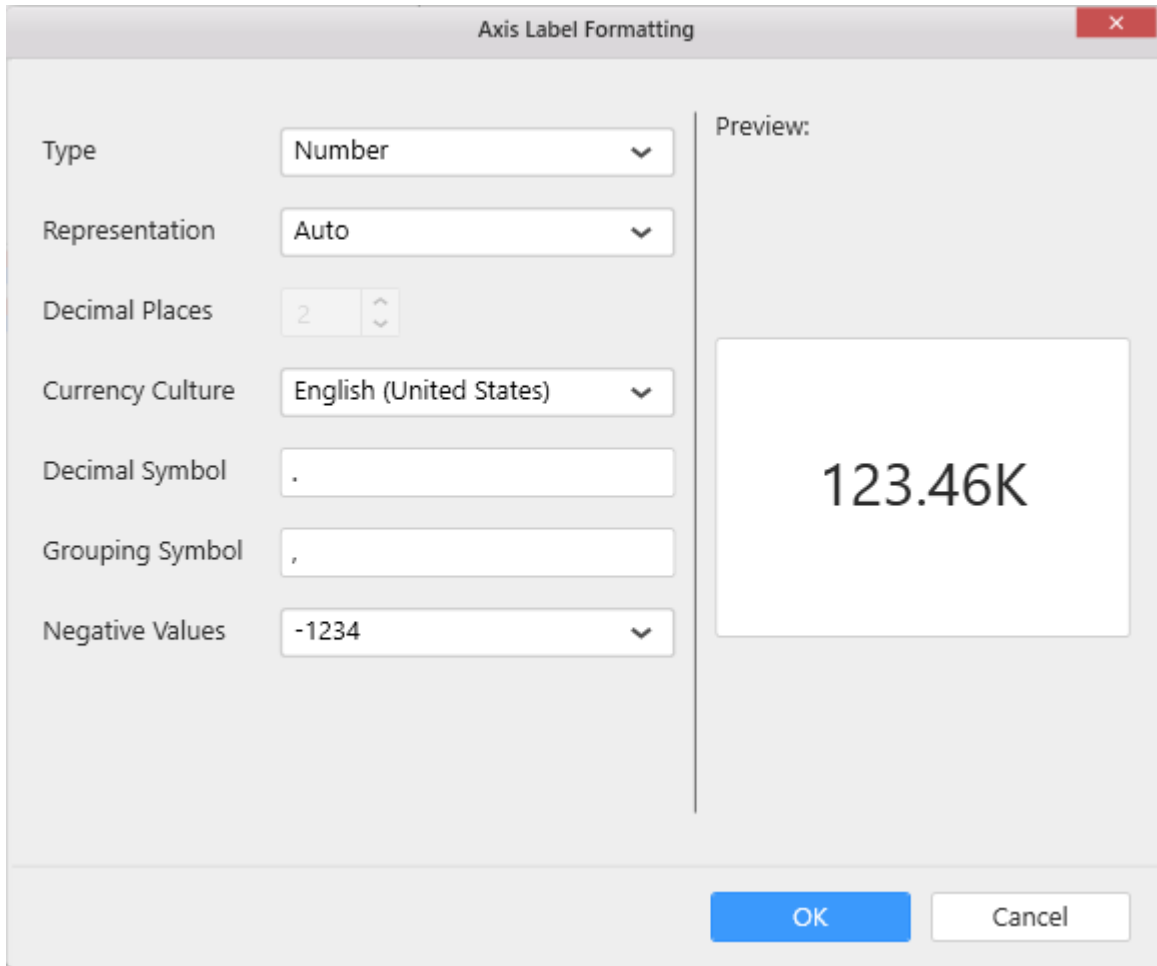 Axis Label Formatting
Type
Number
Representation
Auto
Decimal Places
2
Currency Culture
English (United States)
Decimal Symbol
.
Grouping Symbol
,
Negative Values
-1234
Preview:
123.46K
OK
Cancel